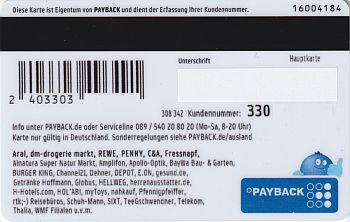 Diese Karte ist Eigentum von PAYBACK und dient der Erfassung Ihrer Kundennummer.
16004184
Unterschrift
Hauptkarte
2 403303
308 342 Kundennummer: 330
Info unter PAYBACK.de oder Serviceline 089 / 540 20 80 20 (Mo-Sa, 8-20 Uhr)
Karte nur gültig in Deutschland. Sonderregelungen siehe PAYBACK.de/ausland
Aral, dm-drogerie markt, REWE, PENNY, C&A, Fressnapf,
Alnatura Super Natur Markt, Amplifon, Apollo-Optik, BayWa Bau- & Garten,
BURGER KING, Channel21, Dehner, DEPOT, E.ON, gesund.de,
Getränke Hoffmann, Globus, HELLWEG, herrenausstatter.de,
H-Hotels.com, HOL'ab!, TOYS, nahkauf, Pfennigpfeiffer,
rtk:) Reisebüros, Schuh-Mann, SIXT, TeeGschwendner, Telekom,
Thalia, WMF Filialen u.v.m.
PAYBACK